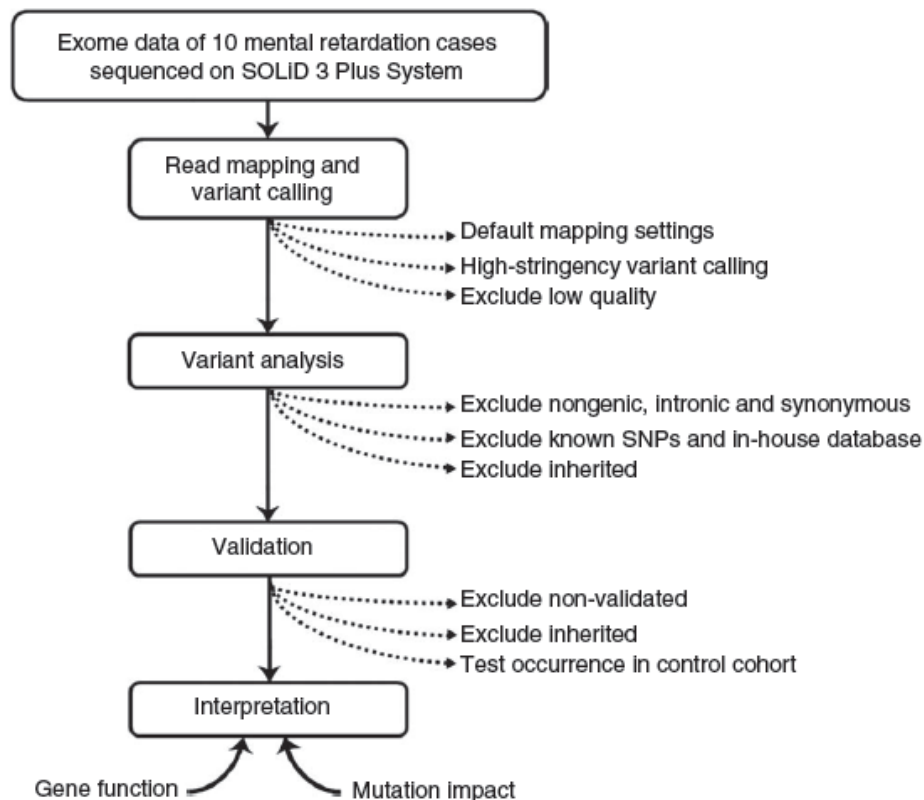 Exome data of 10 mental retardation cases
sequenced on SOLiD 3 Plus System
Read mapping and
variant calling
Default mapping settings
High-stringency variant calling
Exclude low quality
Variant analysis
Exclude nongenic, intronic and synonymous
Exclude known SNPs and in-house database
Exclude inherited
Validation
Exclude non-validated
Exclude inherited
Test occurrence in control cohort
Interpretation
Gene function
Mutation impact